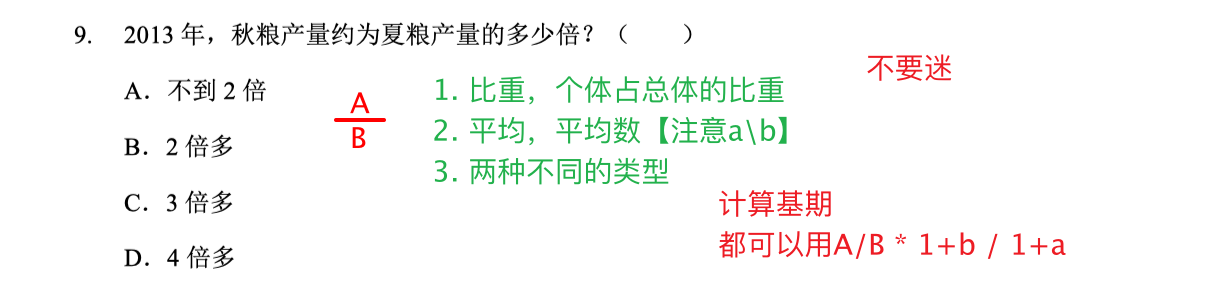 9. 2013 年，秋粮产量约为夏粮产量的多少倍？（　　）
不要迷
A．不到 2 倍
B．2 倍多
C．3 倍多
D．4 倍多
A
B
1. 比重，个体占总体的比重
2. 平均，平均数【注意a\b】
3. 两种不同的类型
计算基期
都可以用A/B * 1+b / 1+a